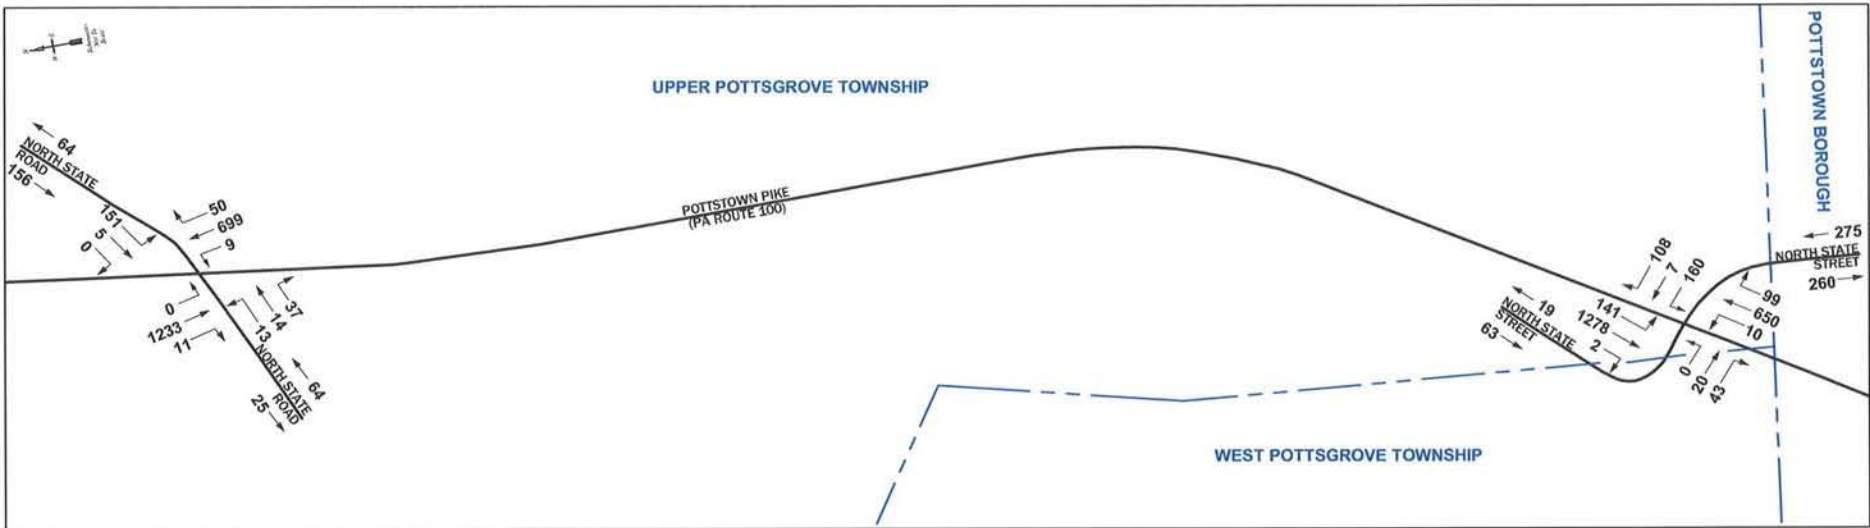 UPPER POTTSGROVE TOWNSHIP
POTTSTOWN BOROUGH
64
NORTH STATE
ROAD
156
151
5
0
50
699
9
0
1233
11
37
14
13
NORTH STATE
ROAD
64
25
POTTSTOWN PIKE
(PA ROUTE 100)
108
7
160
141
1278
19
NORTH STATE
STREET
63
2
275
NORTH STATE
STREET
260
99
650
10
0
20
43
WEST POTTSGROVE TOWNSHIP